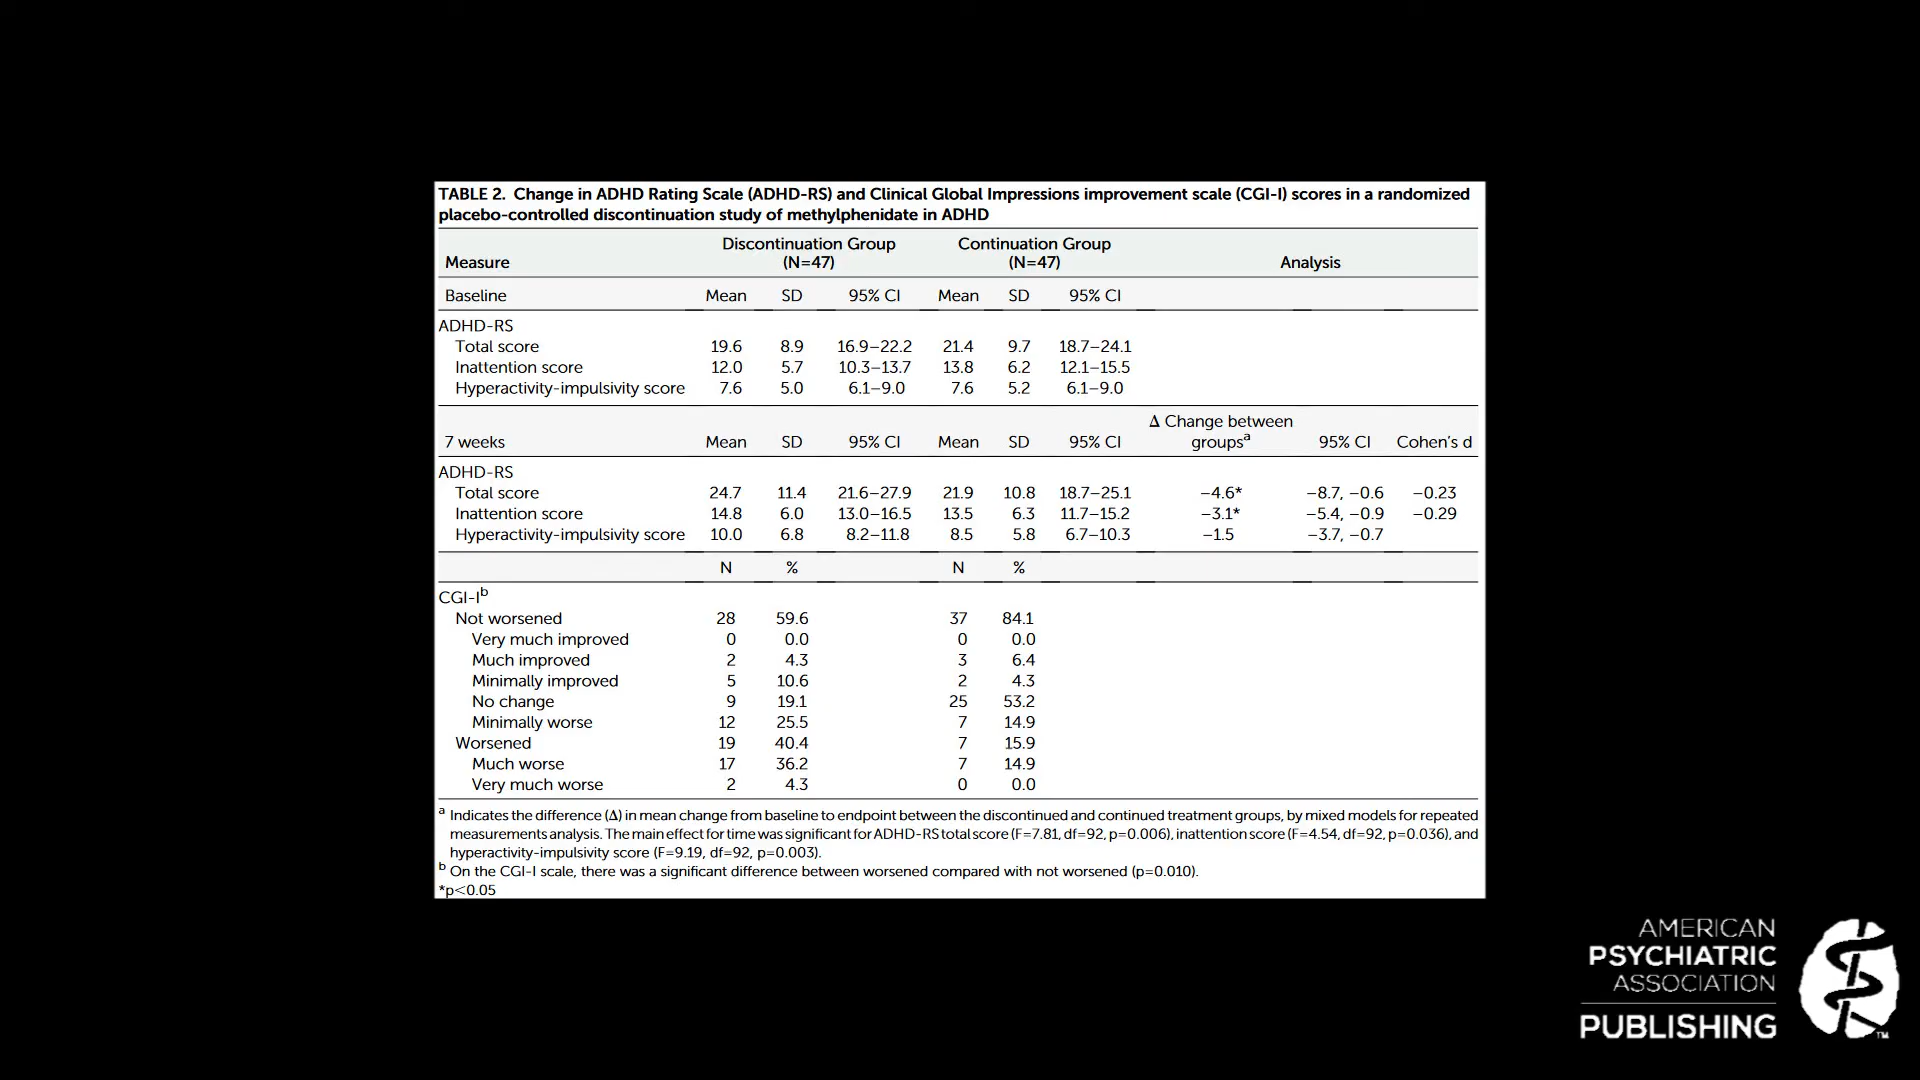 TABLE 2. Change in ADHD Rating Scale (ADHD-RS) and Clinical Global Impressions improvement scale (CGI-I) scores in a randomized
placebo-controlled discontinuation study of methylphenidate in ADHD
Discontinuation Group Continuation Group
Measure (N=47) (N=47) Analysis
Baseline Mean SD 95% CI Mean SD 95% CI
ADHD-RS
Total score 19.6 8.9 16.9–22.2 21.4 9.7 18.7–24.1
Inattention score 12.0 5.7 10.3–13.7 13.8 6.2 12.1–15.5
Hyperactivity-impulsivity score 7.6 5.0 6.1–9.0 7.6 5.2 6.1–9.0
Δ Change between
7 weeks Mean SD 95% CI Mean SD 95% CI groupsᵃ 95% CI Cohen's d
ADHD-RS
Total score 24.7 11.4 21.6–27.9 21.9 10.8 18.7–25.1 −4.6* −8.7, −0.6 −0.23
Inattention score 14.8 6.0 13.0–16.5 13.5 6.3 11.7–15.2 −3.1* −5.4, −0.9 −0.29
Hyperactivity-impulsivity score 10.0 6.8 8.2–11.8 8.5 5.8 6.7–10.3 −1.5 −3.7, −0.7
N % N %
CGI-Iᵇ
Not worsened 28 59.6 37 84.1
Very much improved 0 0.0 0 0.0
Much improved 2 4.3 3 6.4
Minimally improved 5 10.6 2 4.3
No change 9 19.1 25 53.2
Minimally worse 12 25.5 7 14.9
Worsened 19 40.4 7 15.9
Much worse 17 36.2 7 14.9
Very much worse 2 4.3 0 0.0
ᵃ Indicates the difference (Δ) in mean change from baseline to endpoint between the discontinued and continued treatment groups, by mixed models for repeated
measurements analysis. The main effect for time was significant for ADHD-RS total score (F=7.81, df=92, p=0.006), inattention score (F=4.54, df=92, p=0.036), and
hyperactivity-impulsivity score (F=9.19, df=92, p=0.003).
ᵇ On the CGI-I scale, there was a significant difference between worsened compared with not worsened (p=0.010).
*p<0.05
AMERICAN
PSYCHIATRIC
ASSOCIATION
PUBLISHING
TM